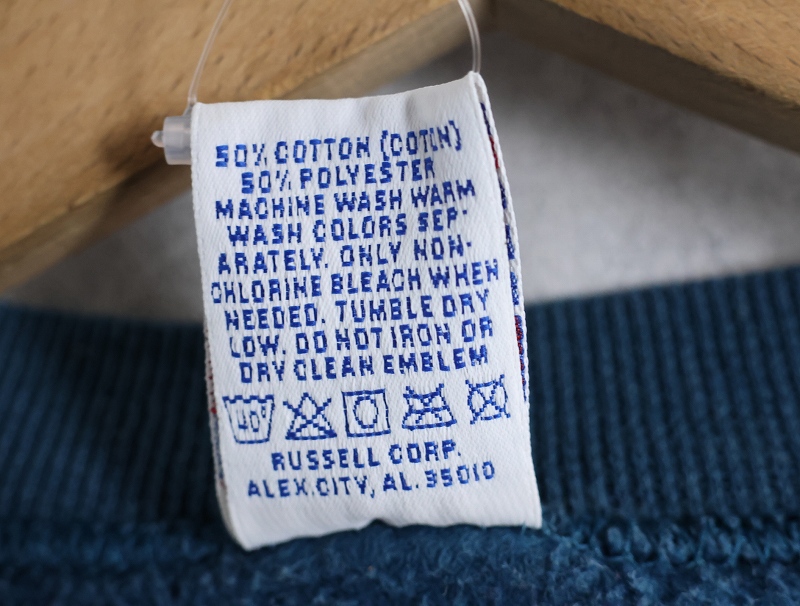 50% COTTON (COTON)
50% POLYESTER
MACHINE WASH WARM
WASH COLORS SEP-
ARATELY. ONLY NON-
CHLORINE BLEACH WHEN
NEEDED. TUMBLE DRY
LOW. DO NOT IRON OR
DRY CLEAN EMBLEM
40°
RUSSELL CORP.
ALEX.CITY, AL. 35010